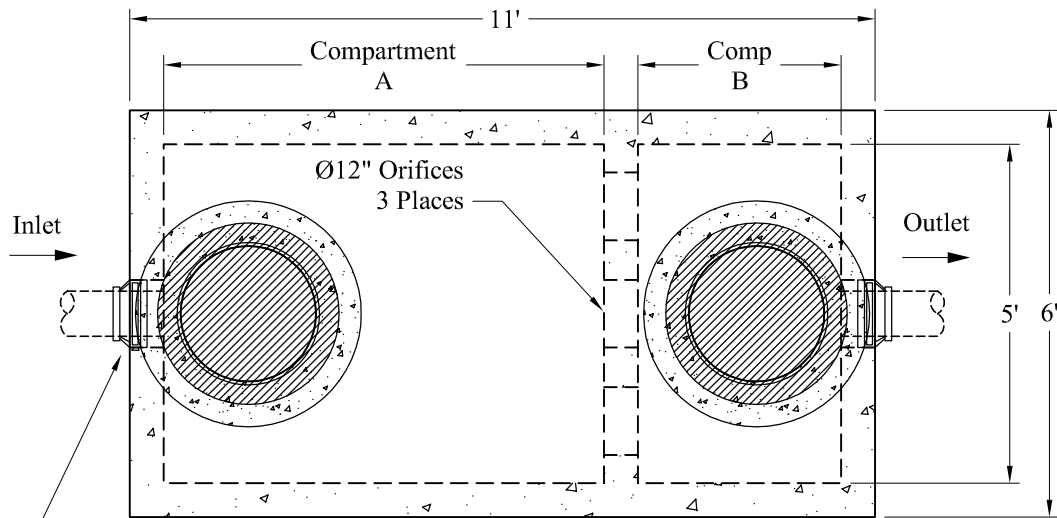 11'
Compartment
A
Comp
B
Ø12" Orifices
3 Places
Inlet
Outlet
5'
6'